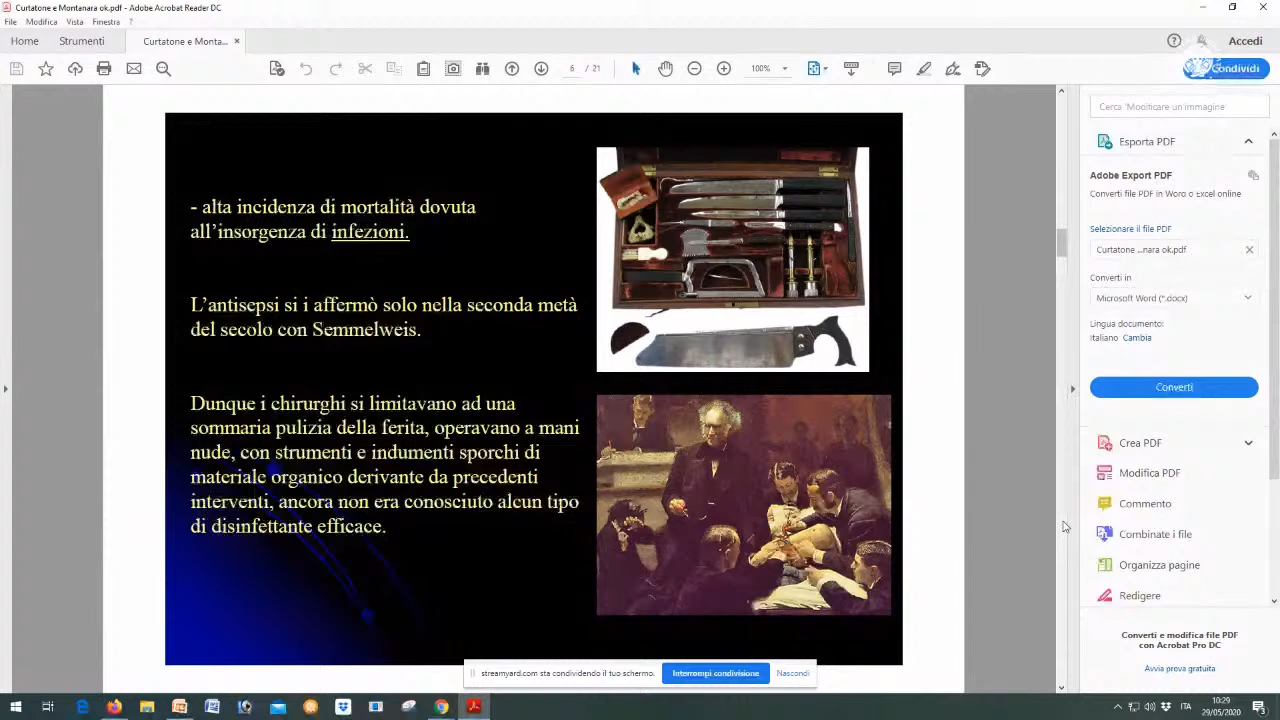 Curtatone e Montanara ok.pdf - Adobe Acrobat Reader DC
File Modifica Vista Finestra ?
Home Strumenti Curtatone e Monta... × Accedi
6 / 21 100% Condividi
- alta incidenza di mortalità dovuta
all’insorgenza di infezioni.
L’antisepsi si i affermò solo nella seconda metà
del secolo con Semmelweis.
Dunque i chirurghi si limitavano ad una
sommaria pulizia della ferita, operavano a mani
nude, con strumenti e indumenti sporchi di
materiale organico derivante da precedenti
interventi, ancora non era conosciuto alcun tipo
di disinfettante efficace.
Cerca 'Modificare un'immagine'
Esporta PDF
Adobe Export PDF
Converti file PDF in Word o Excel online
Selezionare il file PDF
Curtatone ...nara ok.pdf
Converti in
Microsoft Word (*.docx)
Lingua documento:
Italiano Cambia
Converti
Crea PDF
Modifica PDF
Commento
Combinate i file
Organizza pagine
Redigere
Converti e modifica file PDF
con Acrobat Pro DC
Avvia prova gratuita
streamyard.com sta condividendo il tuo schermo. Interrompi condivisione Nascondi
ITA 10:29
29/05/2020